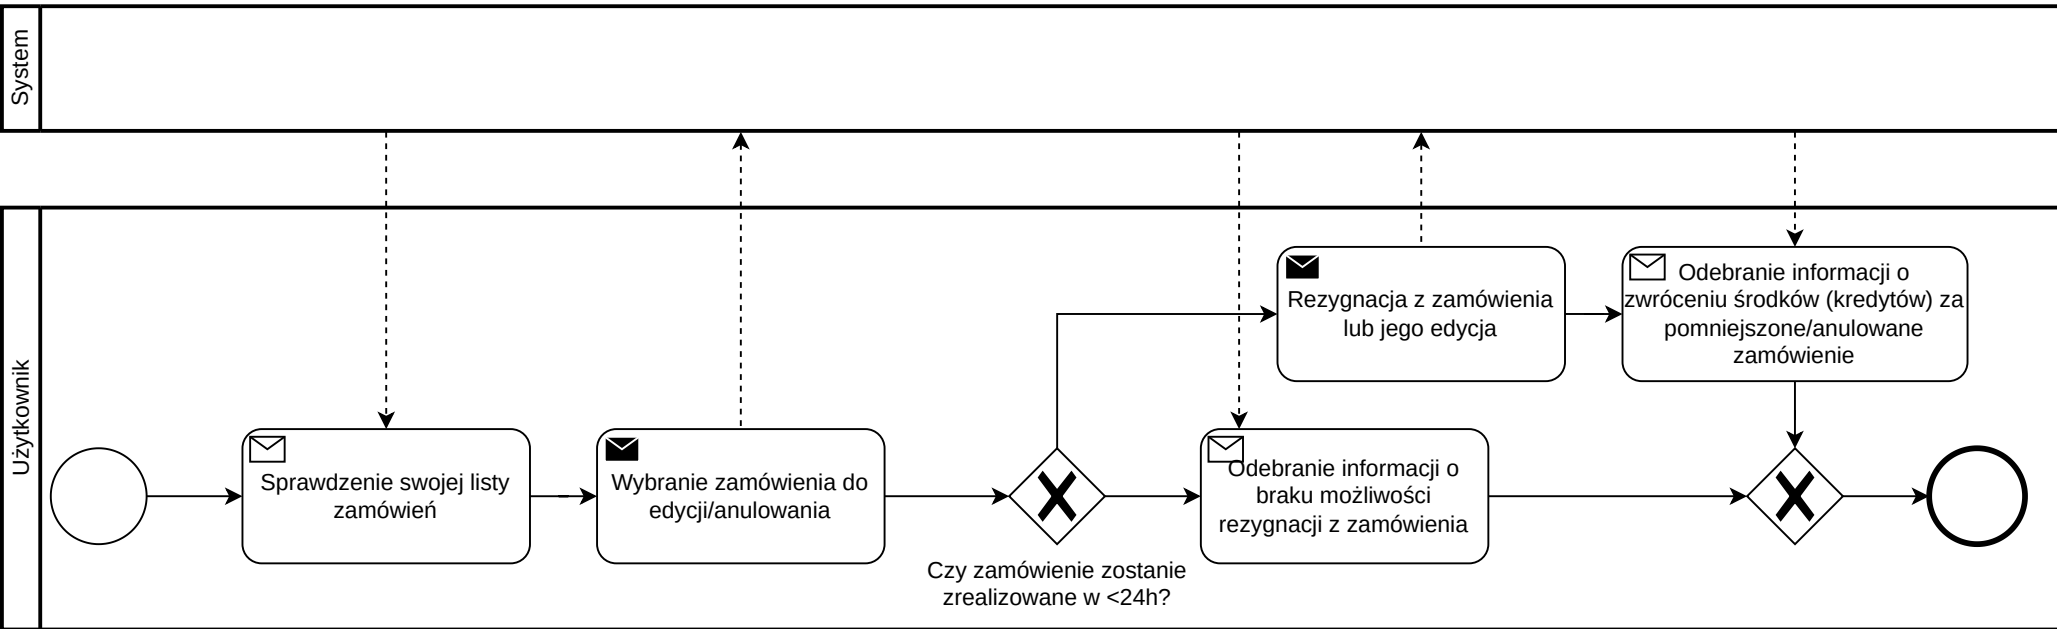 System
Użytkownik
Sprawdzenie swojej listy
zamówień
Wybranie zamówienia do
edycji/anulowania
Czy zamówienie zostanie
zrealizowane w <24h?
Rezygnacja z zamówienia
lub jego edycja
Odebranie informacji o
zwróceniu środków (kredytów) za
pomniejszone/anulowane
zamówienie
Odebranie informacji o
braku możliwości
rezygnacji z zamówienia